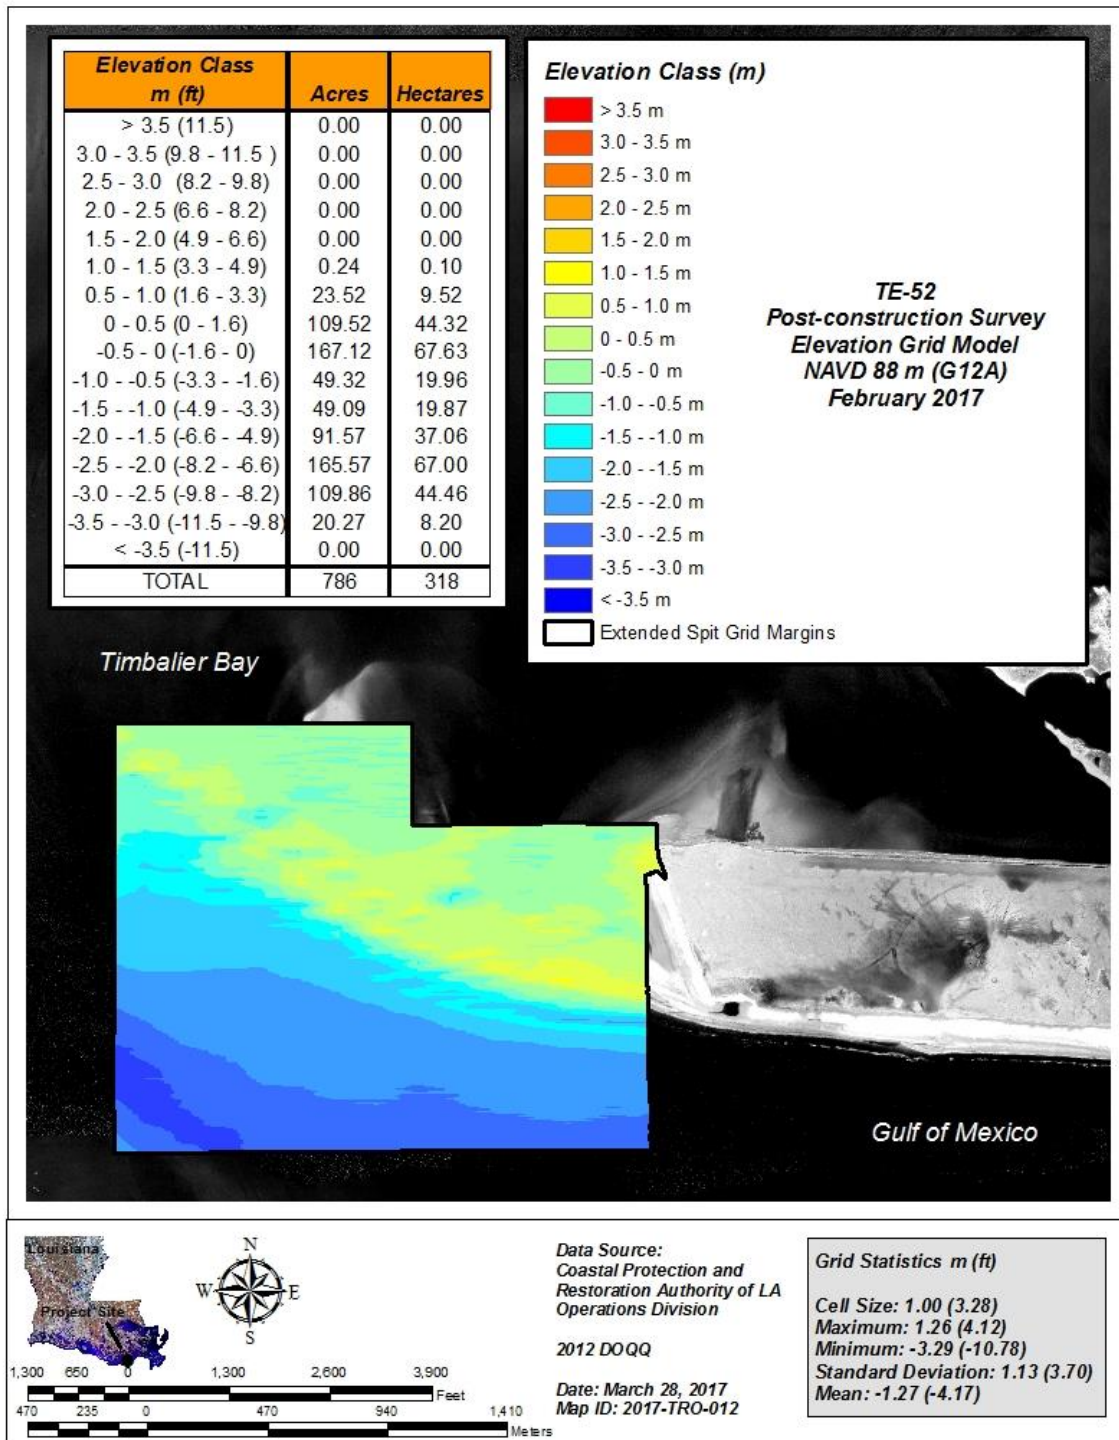 Elevation Class m (ft) Acres Hectares
> 3.5 (11.5) 0.00 0.00
3.0 - 3.5 (9.8 - 11.5 ) 0.00 0.00
2.5 - 3.0 (8.2 - 9.8) 0.00 0.00
2.0 - 2.5 (6.6 - 8.2) 0.00 0.00
1.5 - 2.0 (4.9 - 6.6) 0.00 0.00
1.0 - 1.5 (3.3 - 4.9) 0.24 0.10
0.5 - 1.0 (1.6 - 3.3) 23.52 9.52
0 - 0.5 (0 - 1.6) 109.52 44.32
-0.5 - 0 (-1.6 - 0) 167.12 67.63
-1.0 - -0.5 (-3.3 - -1.6) 49.32 19.96
-1.5 - -1.0 (-4.9 - -3.3) 49.09 19.87
-2.0 - -1.5 (-6.6 - -4.9) 91.57 37.06
-2.5 - -2.0 (-8.2 - -6.6) 165.57 67.00
-3.0 - -2.5 (-9.8 - -8.2) 109.86 44.46
-3.5 - -3.0 (-11.5 - -9.8) 20.27 8.20
< -3.5 (-11.5) 0.00 0.00
TOTAL 786 318
Elevation Class (m)
> 3.5 m
3.0 - 3.5 m
2.5 - 3.0 m
2.0 - 2.5 m
1.5 - 2.0 m
1.0 - 1.5 m
0.5 - 1.0 m
0 - 0.5 m
-0.5 - 0 m
-1.0 - -0.5 m
-1.5 - -1.0 m
-2.0 - -1.5 m
-2.5 - -2.0 m
-3.0 - -2.5 m
-3.5 - -3.0 m
< -3.5 m
Extended Spit Grid Margins
TE-52
Post-construction Survey
Elevation Grid Model
NAVD 88 m (G12A)
February 2017
Timbalier Bay
Gulf of Mexico
Louisiana
Project Site
N
W E
S
1,300 650 0 1,300 2,600 3,900
Feet
470 235 0 470 940 1,410
Meters
Data Source:
Coastal Protection and
Restoration Authority of LA
Operations Division
2012 DOQQ
Date: March 28, 2017
Map ID: 2017-TRO-012
Grid Statistics m (ft)
Cell Size: 1.00 (3.28)
Maximum: 1.26 (4.12)
Minimum: -3.29 (-10.78)
Standard Deviation: 1.13 (3.70)
Mean: -1.27 (-4.17)